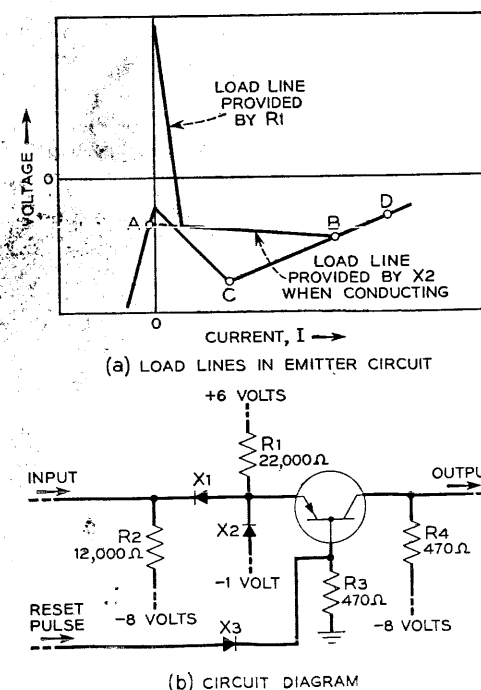 LOAD LINE
PROVIDED
BY R1
VOLTAGE
0
A
B
C
D
LOAD LINE
PROVIDED BY X2
WHEN CONDUCTING
0
CURRENT, I
(a) LOAD LINES IN EMITTER CIRCUIT
+6 VOLTS
R1
22,000Ω
INPUT
X1
OUTPUT
R2
12,000Ω
X2
-1 VOLT
R4
470Ω
R3
470Ω
-8 VOLTS
-8 VOLTS
RESET
PULSE
X3
(b) CIRCUIT DIAGRAM